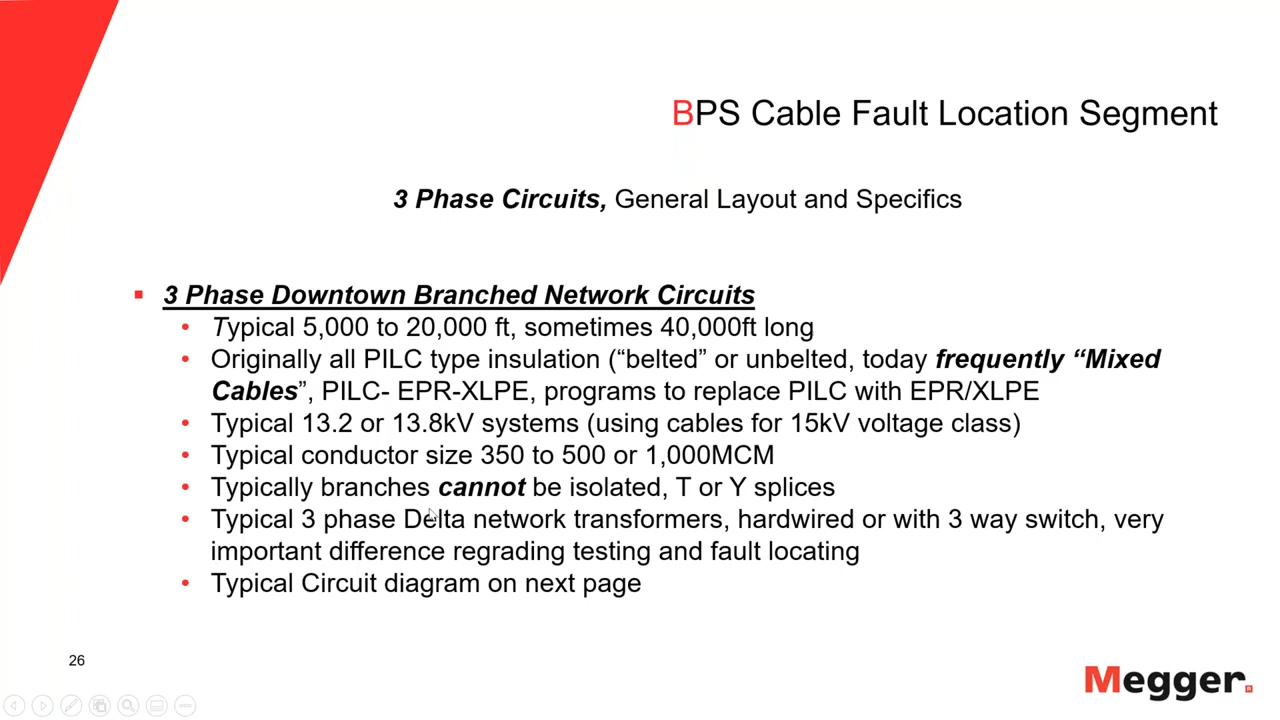 BPS Cable Fault Location Segment
3 Phase Circuits, General Layout and Specifics
3 Phase Downtown Branched Network Circuits
Typical 5,000 to 20,000 ft, sometimes 40,000ft long
Originally all PILC type insulation (“belted” or unbelted, today frequently “Mixed
Cables”, PILC- EPR-XLPE, programs to replace PILC with EPR/XLPE
Typical 13.2 or 13.8kV systems (using cables for 15kV voltage class)
Typical conductor size 350 to 500 or 1,000MCM
Typically branches cannot be isolated, T or Y splices
Typical 3 phase Delta network transformers, hardwired or with 3 way switch, very
important difference regrading testing and fault locating
Typical Circuit diagram on next page
26
Megger.